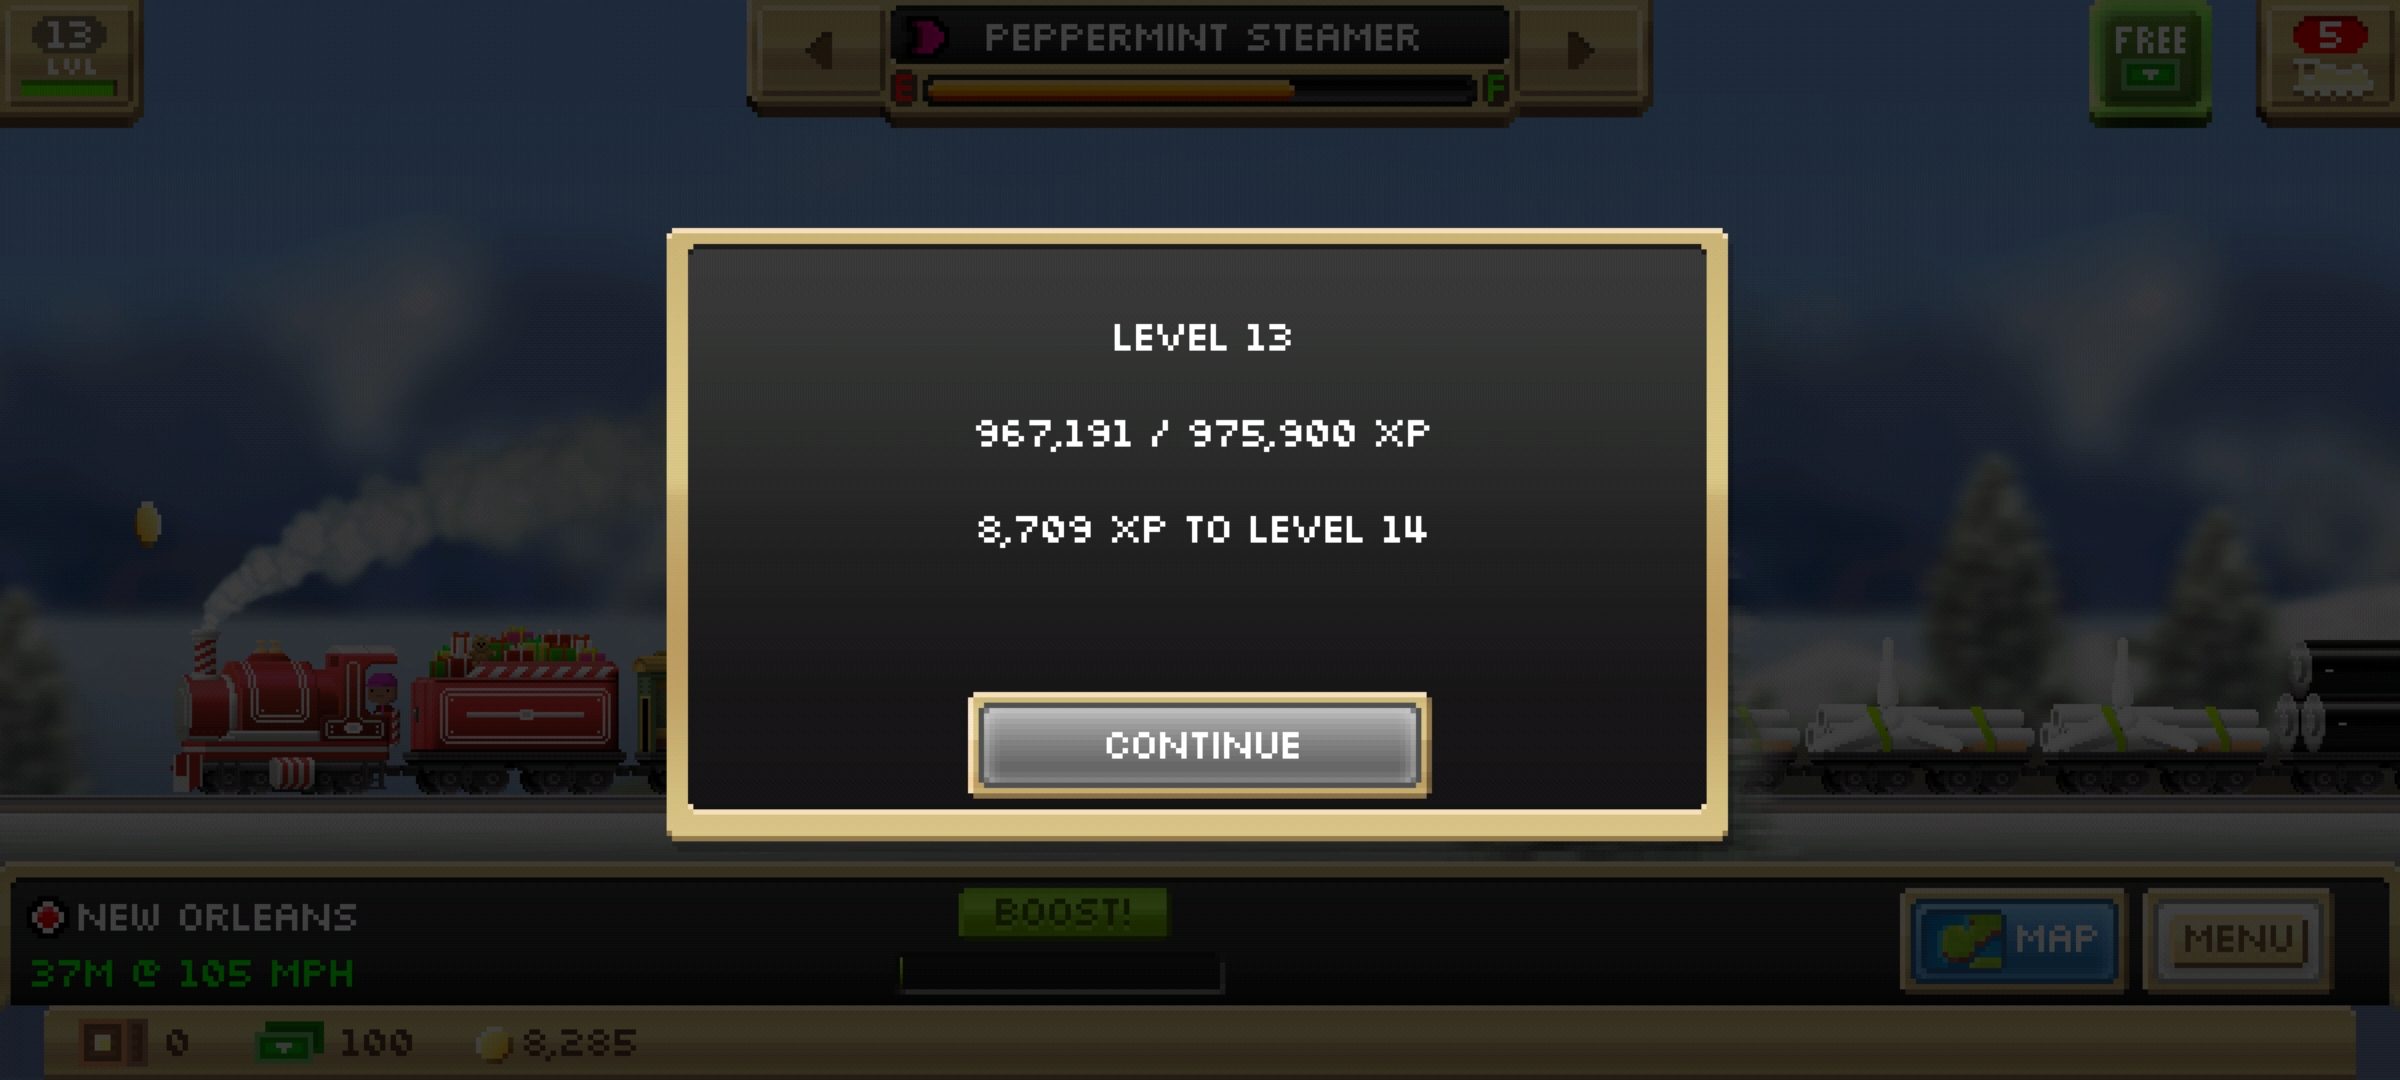 13
LVL
PEPPERMINT STEAMER
E
F
FREE
5
LEVEL 13
967,191 / 975,900 XP
8,709 XP TO LEVEL 14
CONTINUE
NEW ORLEANS
37M @ 105 MPH
BOOST!
MAP
MENU
0
100
8,285